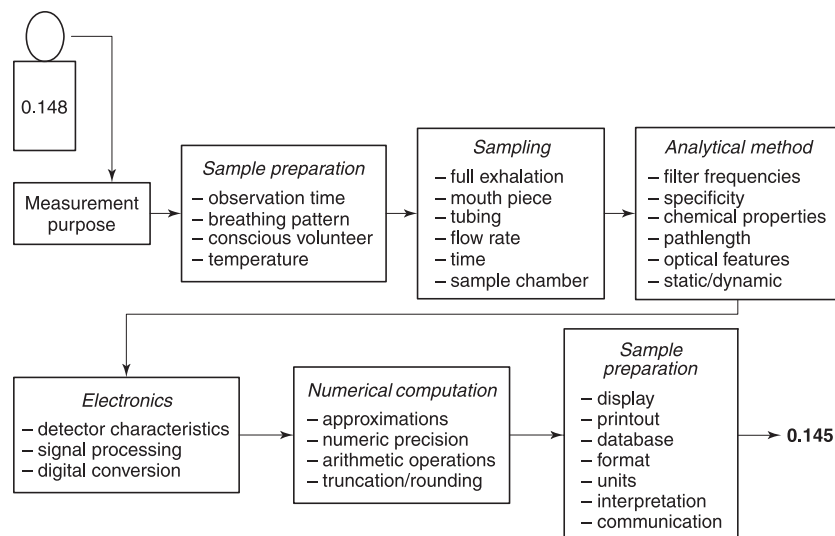 0.148
Measurement
purpose
Sample preparation
– observation time
– breathing pattern
– conscious volunteer
– temperature
Sampling
– full exhalation
– mouth piece
– tubing
– flow rate
– time
– sample chamber
Analytical method
– filter frequencies
– specificity
– chemical properties
– pathlength
– optical features
– static/dynamic
Electronics
– detector characteristics
– signal processing
– digital conversion
Numerical computation
– approximations
– numeric precision
– arithmetic operations
– truncation/rounding
Sample
preparation
– display
– printout
– database
– format
– units
– interpretation
– communication
0.145